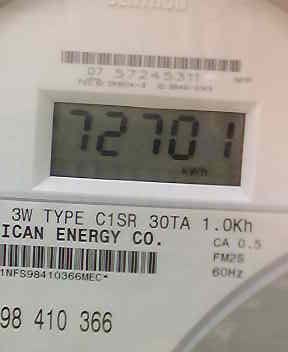 07 57245311
72701
kWh
3W TYPE C1SR 30TA 1.0Kh
ICAN ENERGY CO.
CA 0.5
FM2S
60Hz
1NFS98410366MEC*
98 410 366